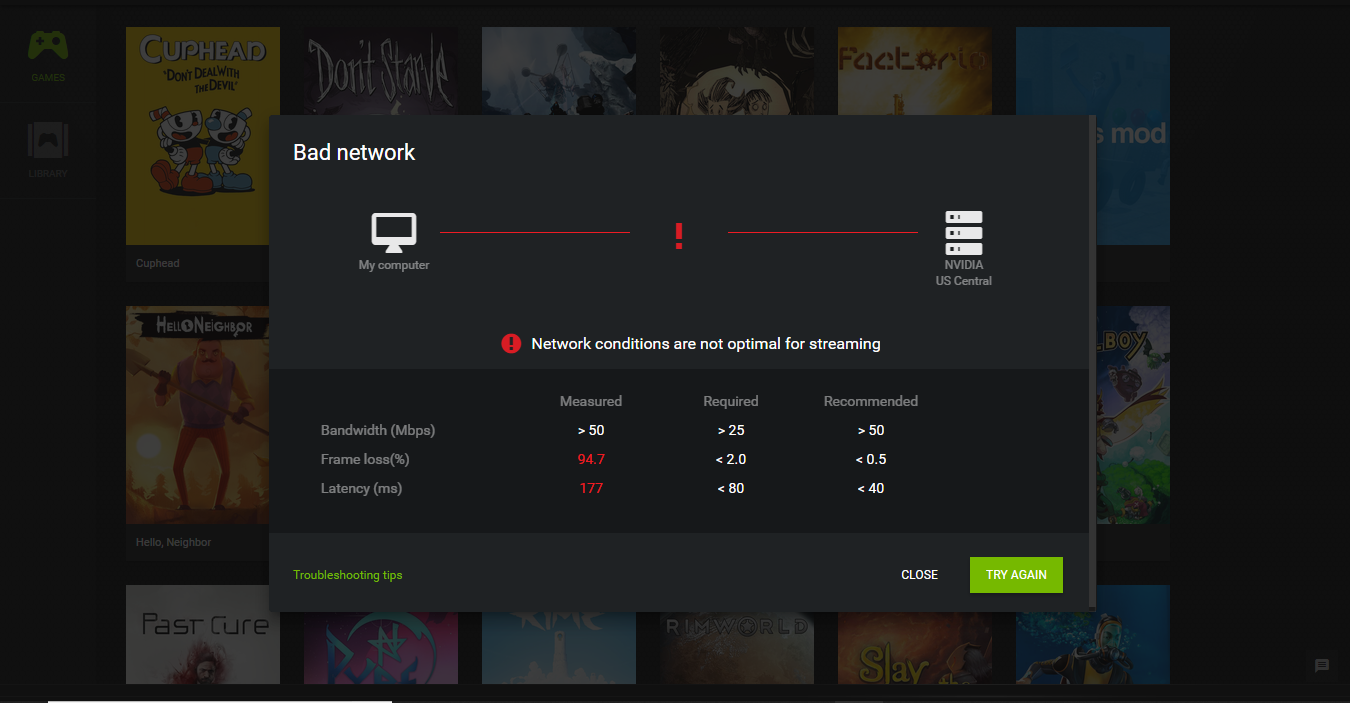 GAMES
LIBRARY
CUPHEAD
"DON'T DEAL WITH
THE DEVIL"
Don't Starve
Factorio
s mod
Cuphead
Bad network
My computer
NVIDIA
US Central
Network conditions are not optimal for streaming
Measured Required Recommended
Bandwidth (Mbps) > 50 > 25 > 50
Frame loss(%) 94.7 < 2.0 < 0.5
Latency (ms) 177 < 80 < 40
Troubleshooting tips
CLOSE
TRY AGAIN
HELLO NEIGHBOR
LBOY
Hello, Neighbor
PAST CURE
RIME
RIMWORLD
Slay